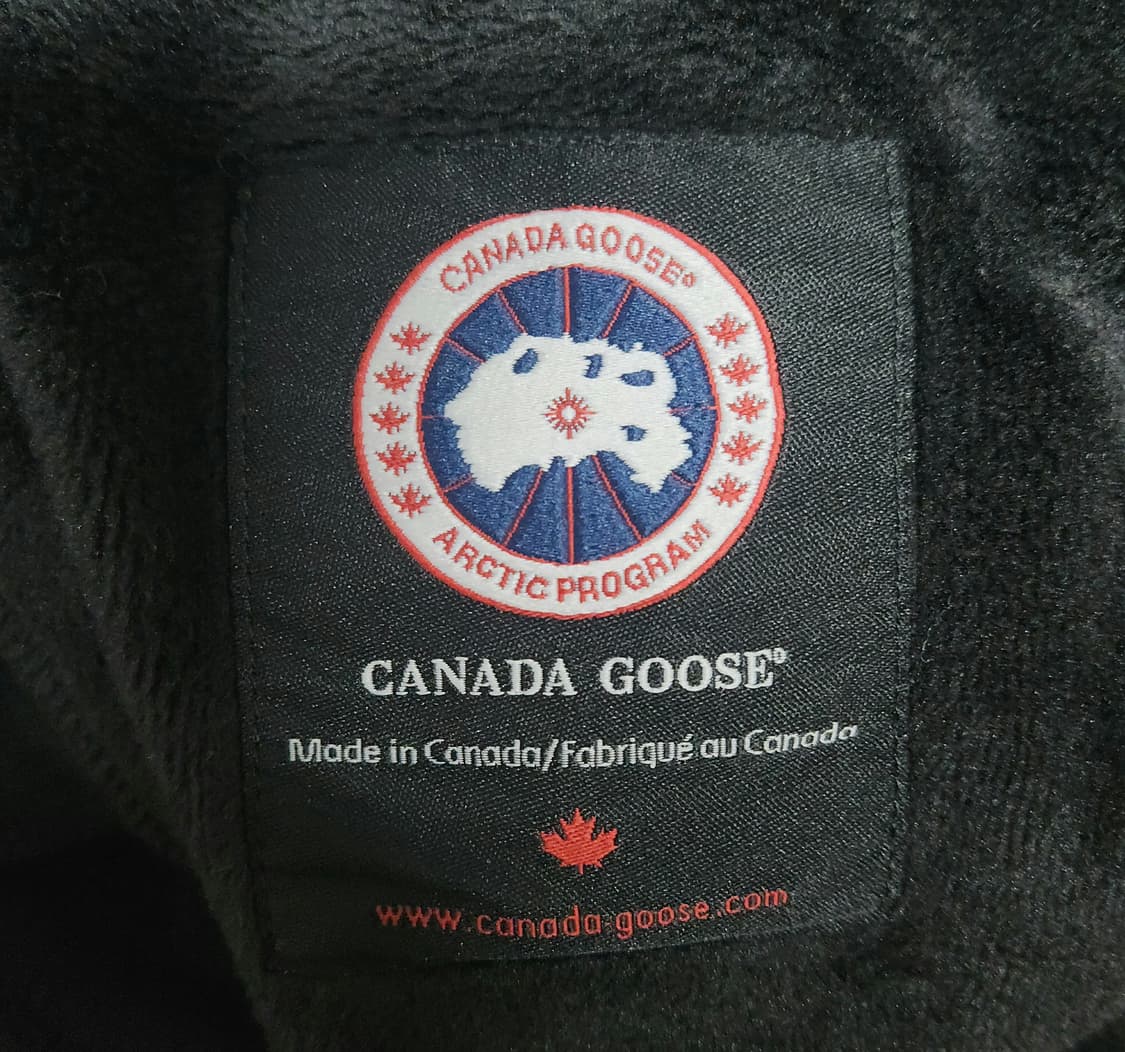 CANADA GOOSE®
ARCTIC PROGRAM
CANADA GOOSE®
Made in Canada/Fabriqué au Canada
www.canada-goose.com